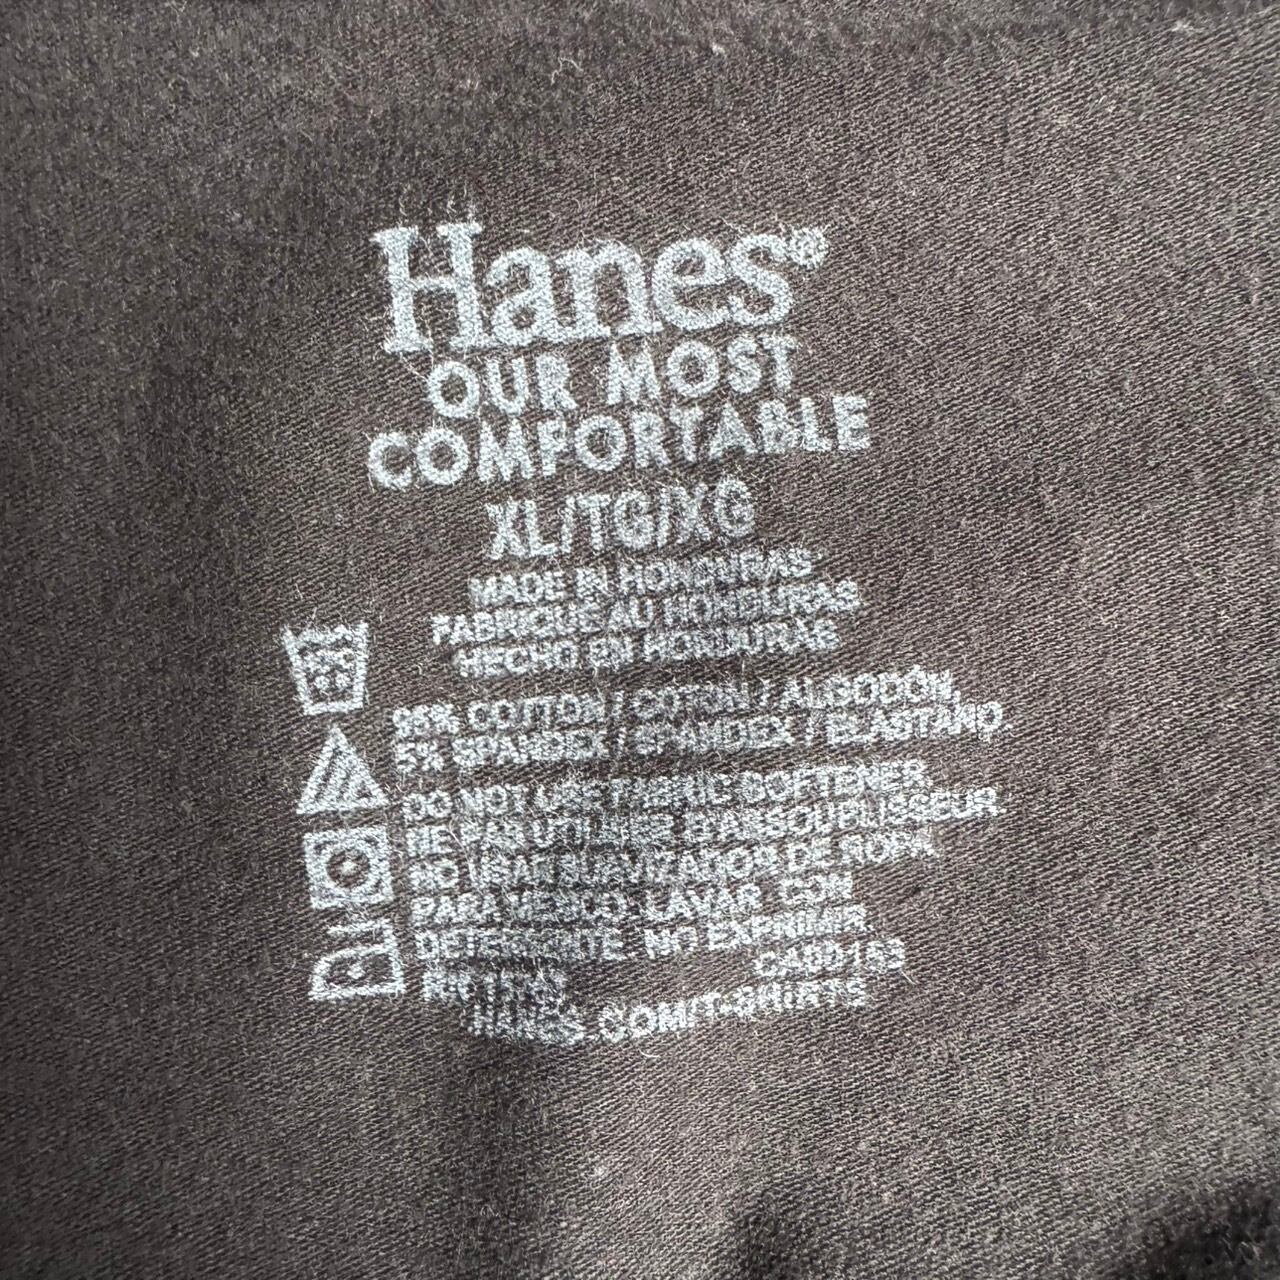 Hanes®
OUR MOST
COMFORTABLE
XL/TG/XG
MADE IN HONDURAS
FABRIQUÉ AU HONDURAS
HECHO EN HONDURAS
95% COTTON / COTON / ALGODÓN,
5% SPANDEX / SPANDEX / ELASTANO.
DO NOT USE FABRIC SOFTENER
NE PAS UTILISER D'ASSOUPLISSEUR.
NO USAR SUAVIZADOR DE ROPA
PARA MEXICO: LAVAR CON
DETERGENTE, NO EXPRIMIR
RN
HANES.COM/T-SHIRTS